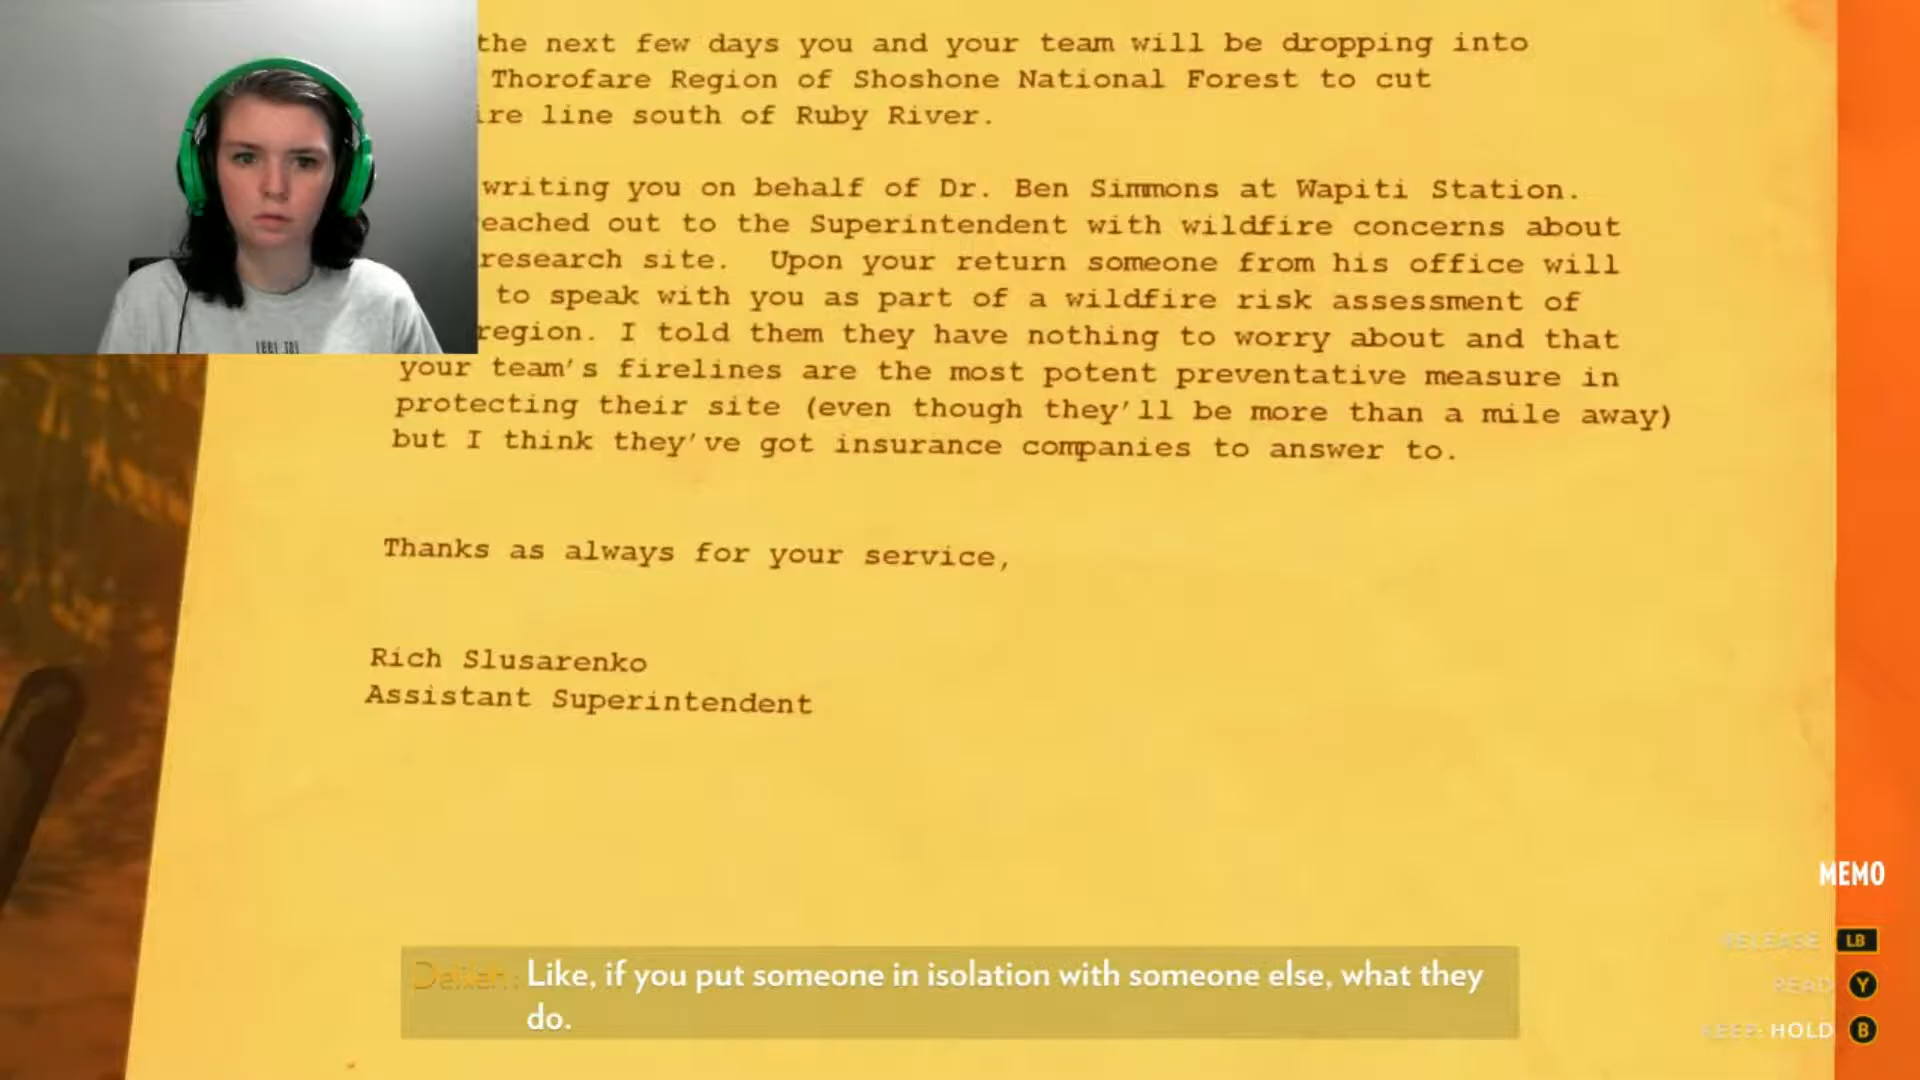 the next few days you and your team will be dropping into
Thorofare Region of Shoshone National Forest to cut
ire line south of Ruby River.
writing you on behalf of Dr. Ben Simmons at Wapiti Station.
eached out to the Superintendent with wildfire concerns about
research site. Upon your return someone from his office will
to speak with you as part of a wildfire risk assessment of
region. I told them they have nothing to worry about and that
your team's firelines are the most potent preventative measure in
protecting their site (even though they'll be more than a mile away)
but I think they've got insurance companies to answer to.
Thanks as always for your service,
Rich Slusarenko
Assistant Superintendent
MEMO
RELEASE LB
READ Y
KEEP: HOLD B
Delilah: Like, if you put someone in isolation with someone else, what they
do.